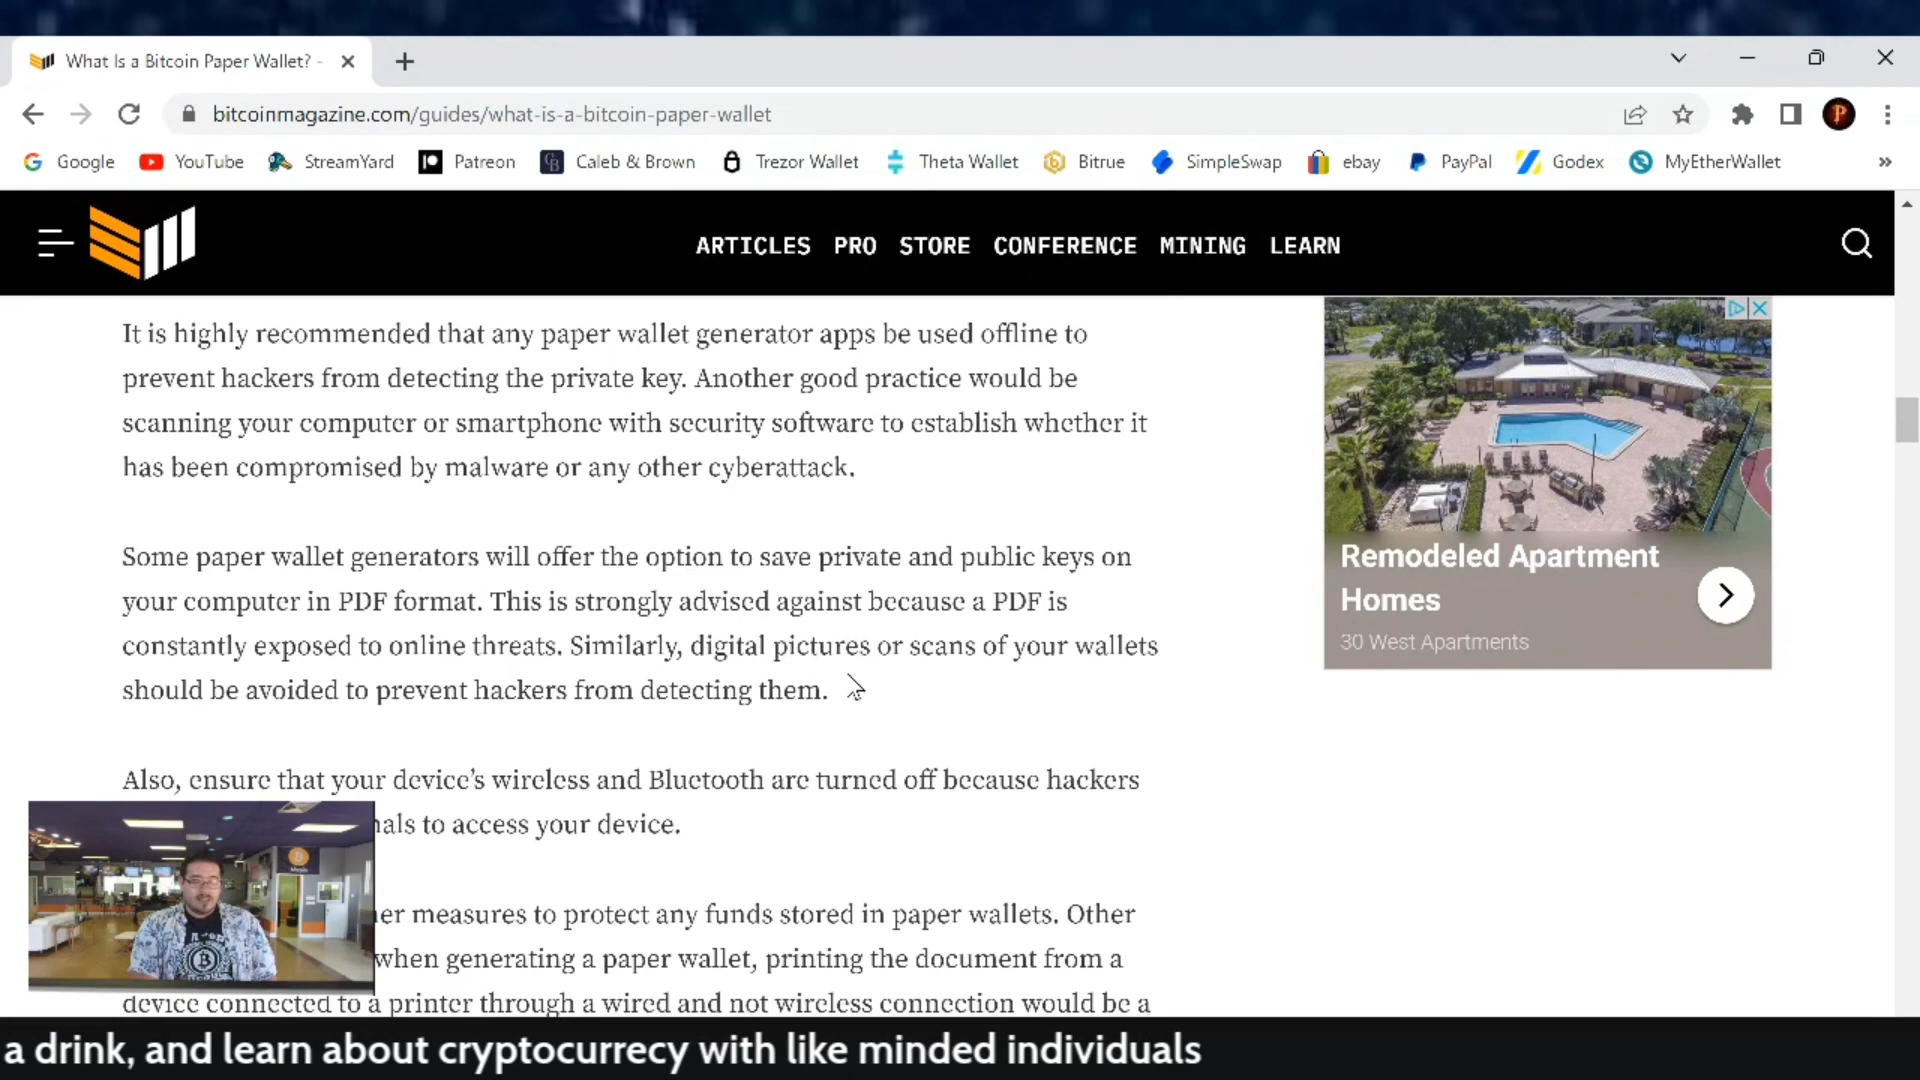 What Is a Bitcoin Paper Wallet? -
bitcoinmagazine.com/guides/what-is-a-bitcoin-paper-wallet
Google YouTube StreamYard Patreon Caleb & Brown Trezor Wallet Theta Wallet Bitrue SimpleSwap ebay PayPal Godex MyEtherWallet
ARTICLES PRO STORE CONFERENCE MINING LEARN
It is highly recommended that any paper wallet generator apps be used offline to
prevent hackers from detecting the private key. Another good practice would be
scanning your computer or smartphone with security software to establish whether it
has been compromised by malware or any other cyberattack.
Some paper wallet generators will offer the option to save private and public keys on
your computer in PDF format. This is strongly advised against because a PDF is
constantly exposed to online threats. Similarly, digital pictures or scans of your wallets
should be avoided to prevent hackers from detecting them.
Also, ensure that your device's wireless and Bluetooth are turned off because hackers
nals to access your device.
er measures to protect any funds stored in paper wallets. Other
when generating a paper wallet, printing the document from a
device connected to a printer through a wired and not wireless connection would be a
Remodeled Apartment
Homes
30 West Apartments
a drink, and learn about cryptocurrecy with like minded individuals